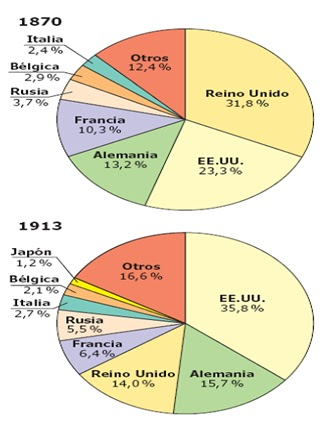 1870
Italia
2,4 %
Bélgica
2,9 %
Rusia
3,7 %
Francia
10,3 %
Alemania
13,2 %
Otros
12,4 %
Reino Unido
31,8 %
EE.UU.
23,3 %
1913
Japón
1,2 %
Bélgica
2,1 %
Italia
2,7 %
Rusia
5,5 %
Francia
6,4 %
Reino Unido
14,0 %
Alemania
15,7 %
Otros
16,6 %
EE.UU.
35,8 %